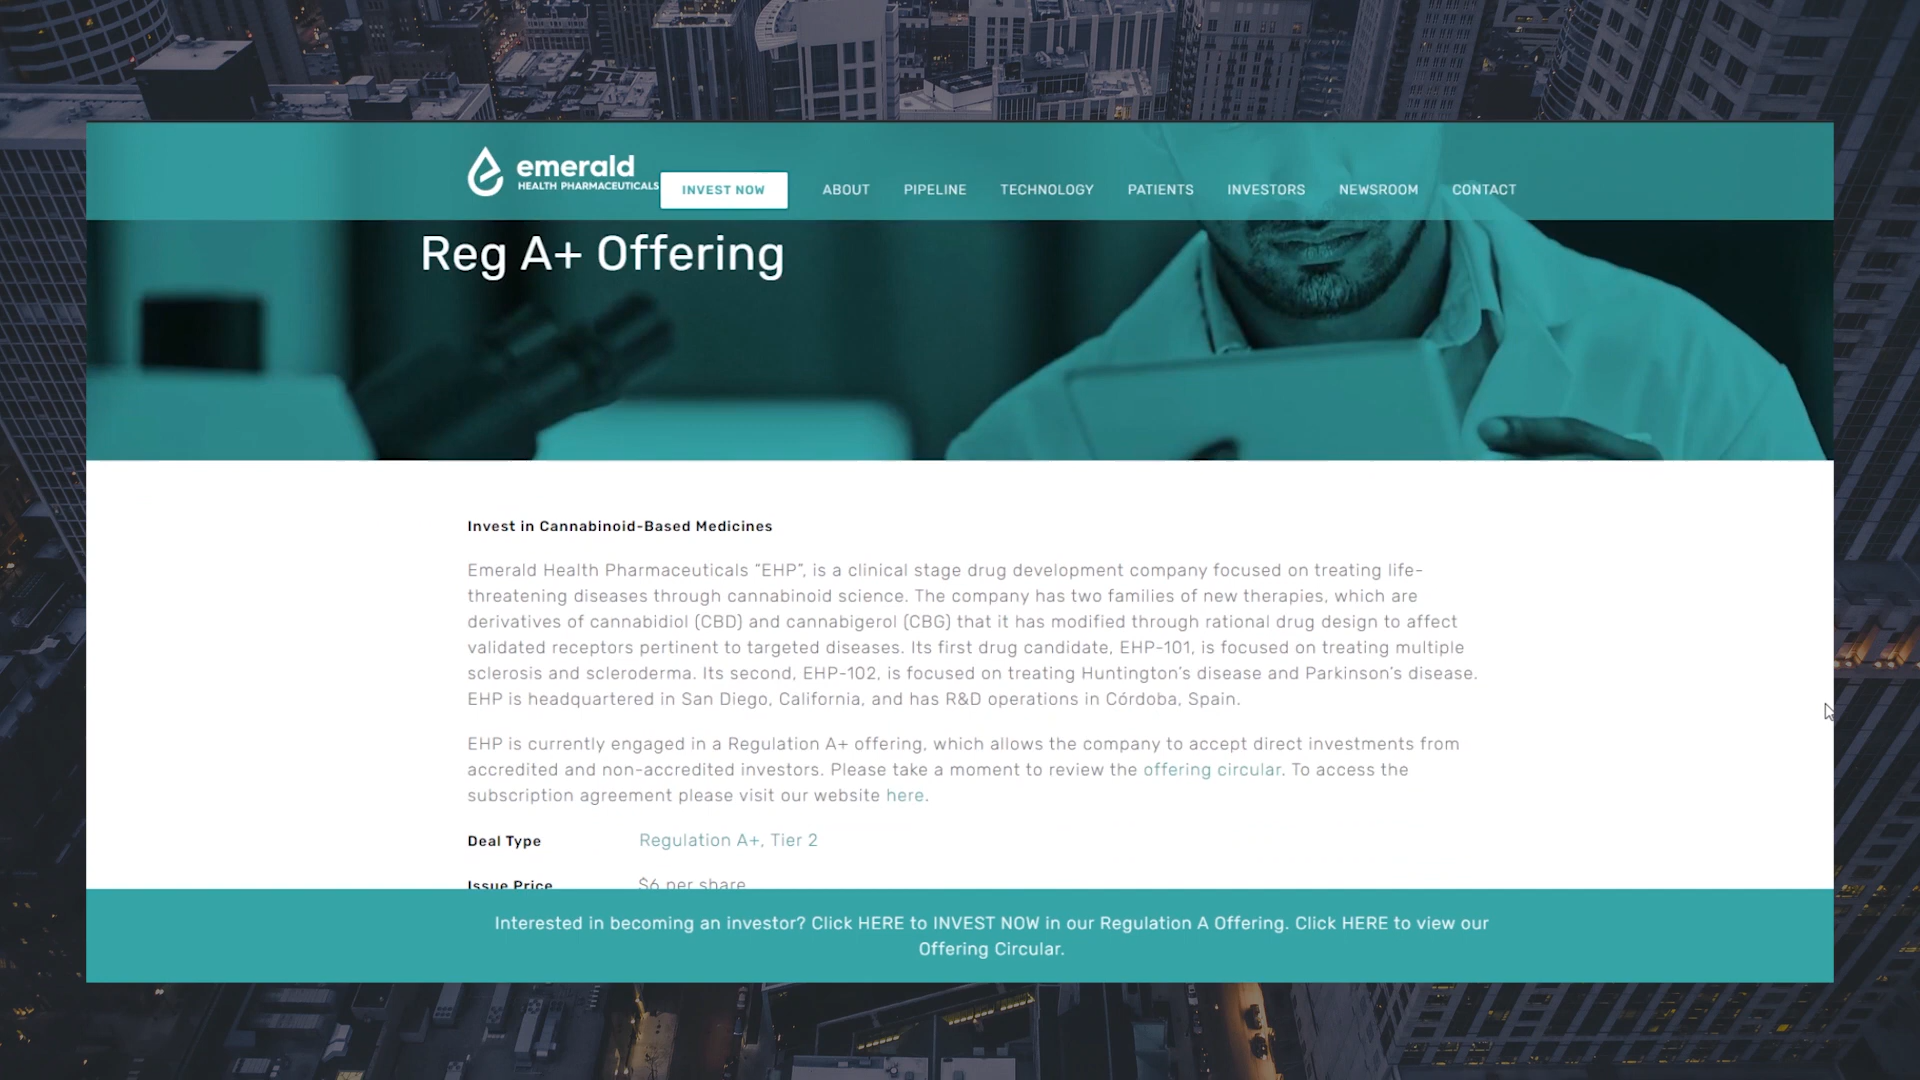 emerald
HEALTH PHARMACEUTICALS
INVEST NOW
ABOUT
PIPELINE
TECHNOLOGY
PATIENTS
INVESTORS
NEWSROOM
CONTACT
Reg A+ Offering
Invest in Cannabinoid-Based Medicines
Emerald Health Pharmaceuticals “EHP”, is a clinical stage drug development company focused on treating life-
threatening diseases through cannabinoid science. The company has two families of new therapies, which are
derivatives of cannabidiol (CBD) and cannabigerol (CBG) that it has modified through rational drug design to affect
validated receptors pertinent to targeted diseases. Its first drug candidate, EHP-101, is focused on treating multiple
sclerosis and scleroderma. Its second, EHP-102, is focused on treating Huntington’s disease and Parkinson’s disease.
EHP is headquartered in San Diego, California, and has R&D operations in Córdoba, Spain.
EHP is currently engaged in a Regulation A+ offering, which allows the company to accept direct investments from
accredited and non-accredited investors. Please take a moment to review the offering circular. To access the
subscription agreement please visit our website here.
Deal Type Regulation A+, Tier 2
Issue Price $6 per share
Interested in becoming an investor? Click HERE to INVEST NOW in our Regulation A Offering. Click HERE to view our
Offering Circular.